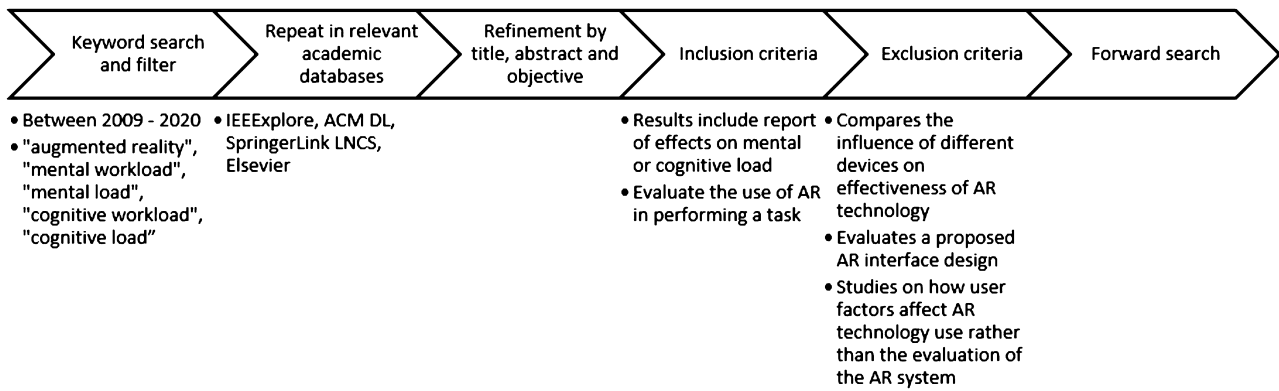 Keyword search
and filter
Repeat in relevant
academic
databases
Refinement by
title, abstract and
objective
Inclusion criteria
Exclusion criteria
Forward search
• Between 2009 - 2020
• "augmented reality",
"mental workload",
"mental load",
"cognitive workload",
"cognitive load”
• IEEExplore, ACM DL,
SpringerLink LNCS,
Elsevier
• Results include report
of effects on mental
or cognitive load
• Evaluate the use of AR
in performing a task
• Compares the
influence of different
devices on
effectiveness of AR
technology
• Evaluates a proposed
AR interface design
• Studies on how user
factors affect AR
technology use rather
than the evaluation of
the AR system